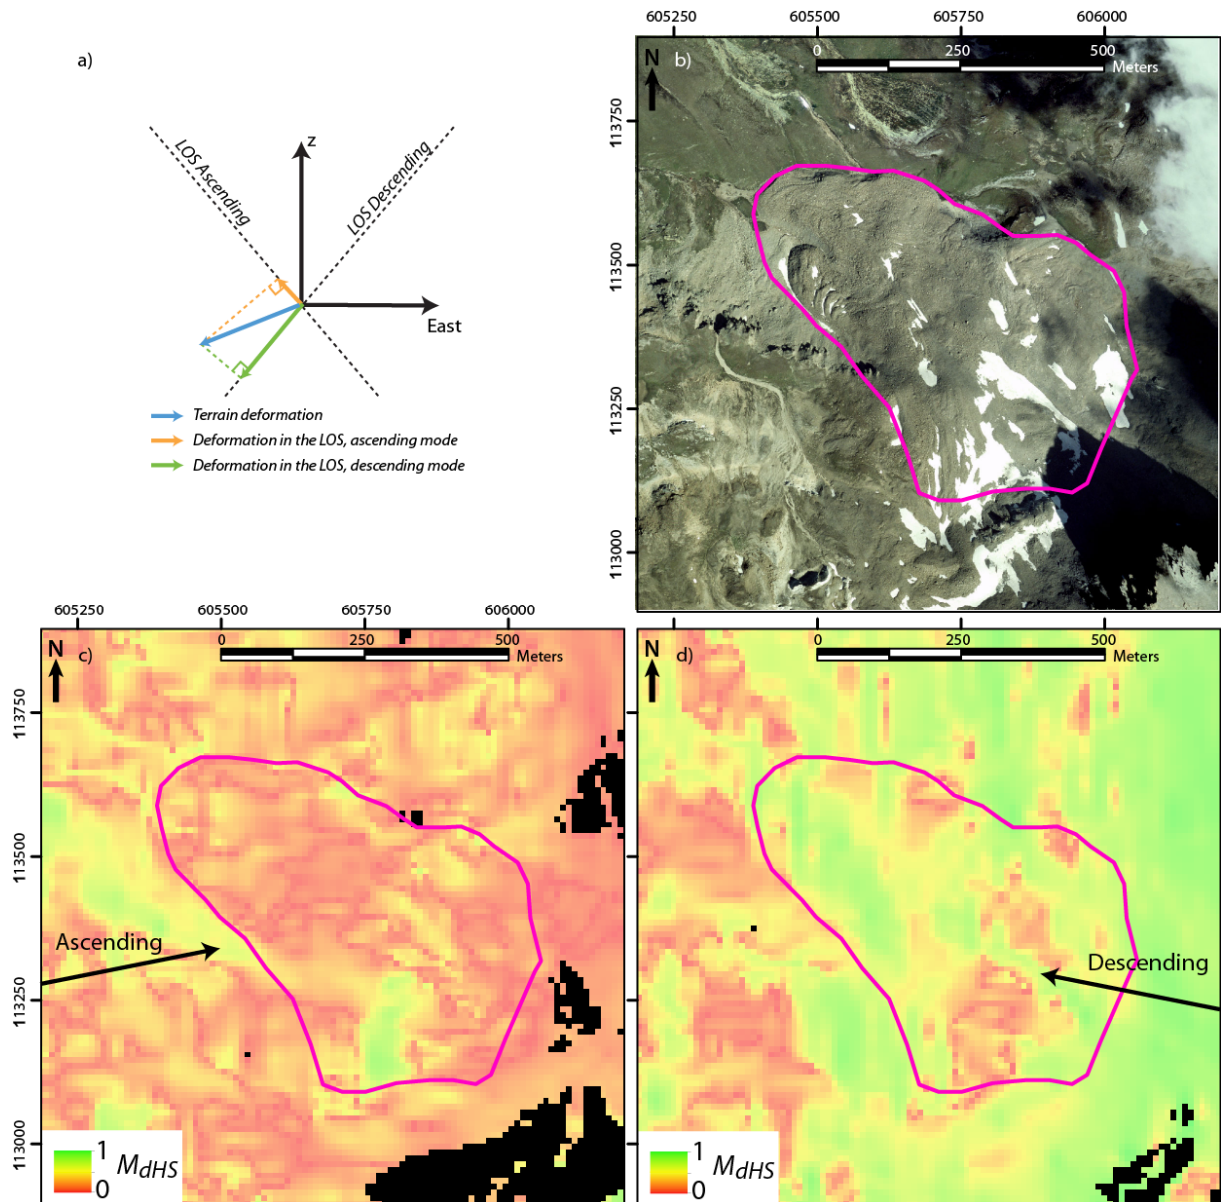 a)
z
LOS Ascending
LOS Descending
East
Terrain deformation
Deformation in the LOS, ascending mode
Deformation in the LOS, descending mode
605250 605500 605750 606000
N b) 0 250 500
Meters
113750
113500
113250
113000
605250 605500 605750 606000
N c) 0 250 500
Meters
113750
113500
113250
113000
Ascending
1
0
MdHS
N d) 0 250 500
Meters
Descending
1
0
MdHS